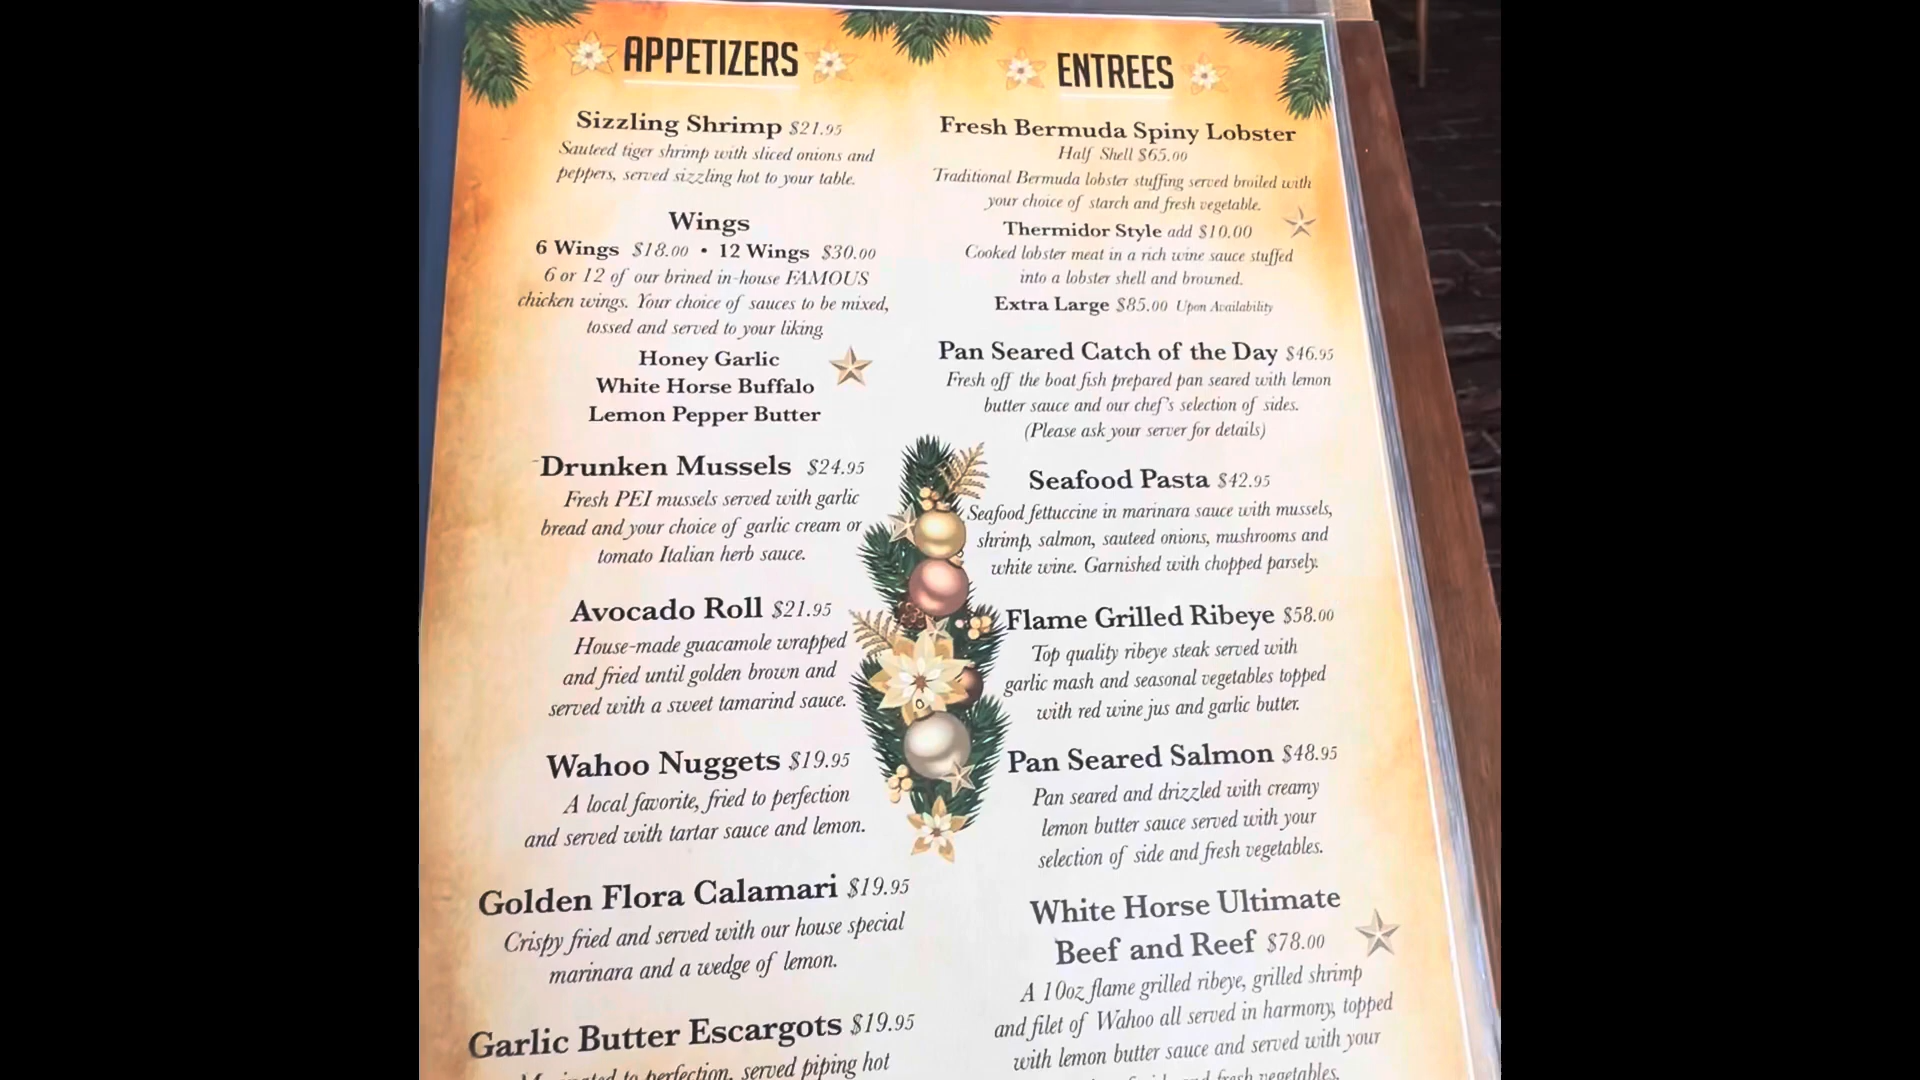 APPETIZERS
Sizzling Shrimp $21.95
Sauteed tiger shrimp with sliced onions and
peppers, served sizzling hot to your table.
Wings
6 Wings $18.00 • 12 Wings $30.00
6 or 12 of our brined in-house FAMOUS
chicken wings. Your choice of sauces to be mixed,
tossed and served to your liking.
Honey Garlic
White Horse Buffalo
Lemon Pepper Butter
Drunken Mussels $24.95
Fresh PEI mussels served with garlic
bread and your choice of garlic cream or
tomato Italian herb sauce.
Avocado Roll $21.95
House-made guacamole wrapped
and fried until golden brown and
served with a sweet tamarind sauce.
Wahoo Nuggets $19.95
A local favorite, fried to perfection
and served with tartar sauce and lemon.
Golden Flora Calamari $19.95
Crispy fried and served with our house special
marinara and a wedge of lemon.
Garlic Butter Escargots $19.95
to perfection, served piping hot
ENTREES
Fresh Bermuda Spiny Lobster
Half Shell $65.00
Traditional Bermuda lobster stuffing served broiled with
your choice of starch and fresh vegetable.
Thermidor Style add $10.00
Cooked lobster meat in a rich wine sauce stuffed
into a lobster shell and browned.
Extra Large $85.00 Upon Availability
Pan Seared Catch of the Day $46.95
Fresh off the boat fish prepared pan seared with lemon
butter sauce and our chef's selection of sides.
(Please ask your server for details)
Seafood Pasta $42.95
Seafood fettuccine in marinara sauce with mussels,
shrimp, salmon, sauteed onions, mushrooms and
white wine. Garnished with chopped parsely.
Flame Grilled Ribeye $58.00
Top quality ribeye steak served with
garlic mash and seasonal vegetables topped
with red wine jus and garlic butter.
Pan Seared Salmon $48.95
Pan seared and drizzled with creamy
lemon butter sauce served with your
selection of side and fresh vegetables.
White Horse Ultimate
Beef and Reef $78.00
A 10oz flame grilled ribeye, grilled shrimp
and filet of Wahoo all served in harmony, topped
with lemon butter sauce and served with your
fresh vegetables.